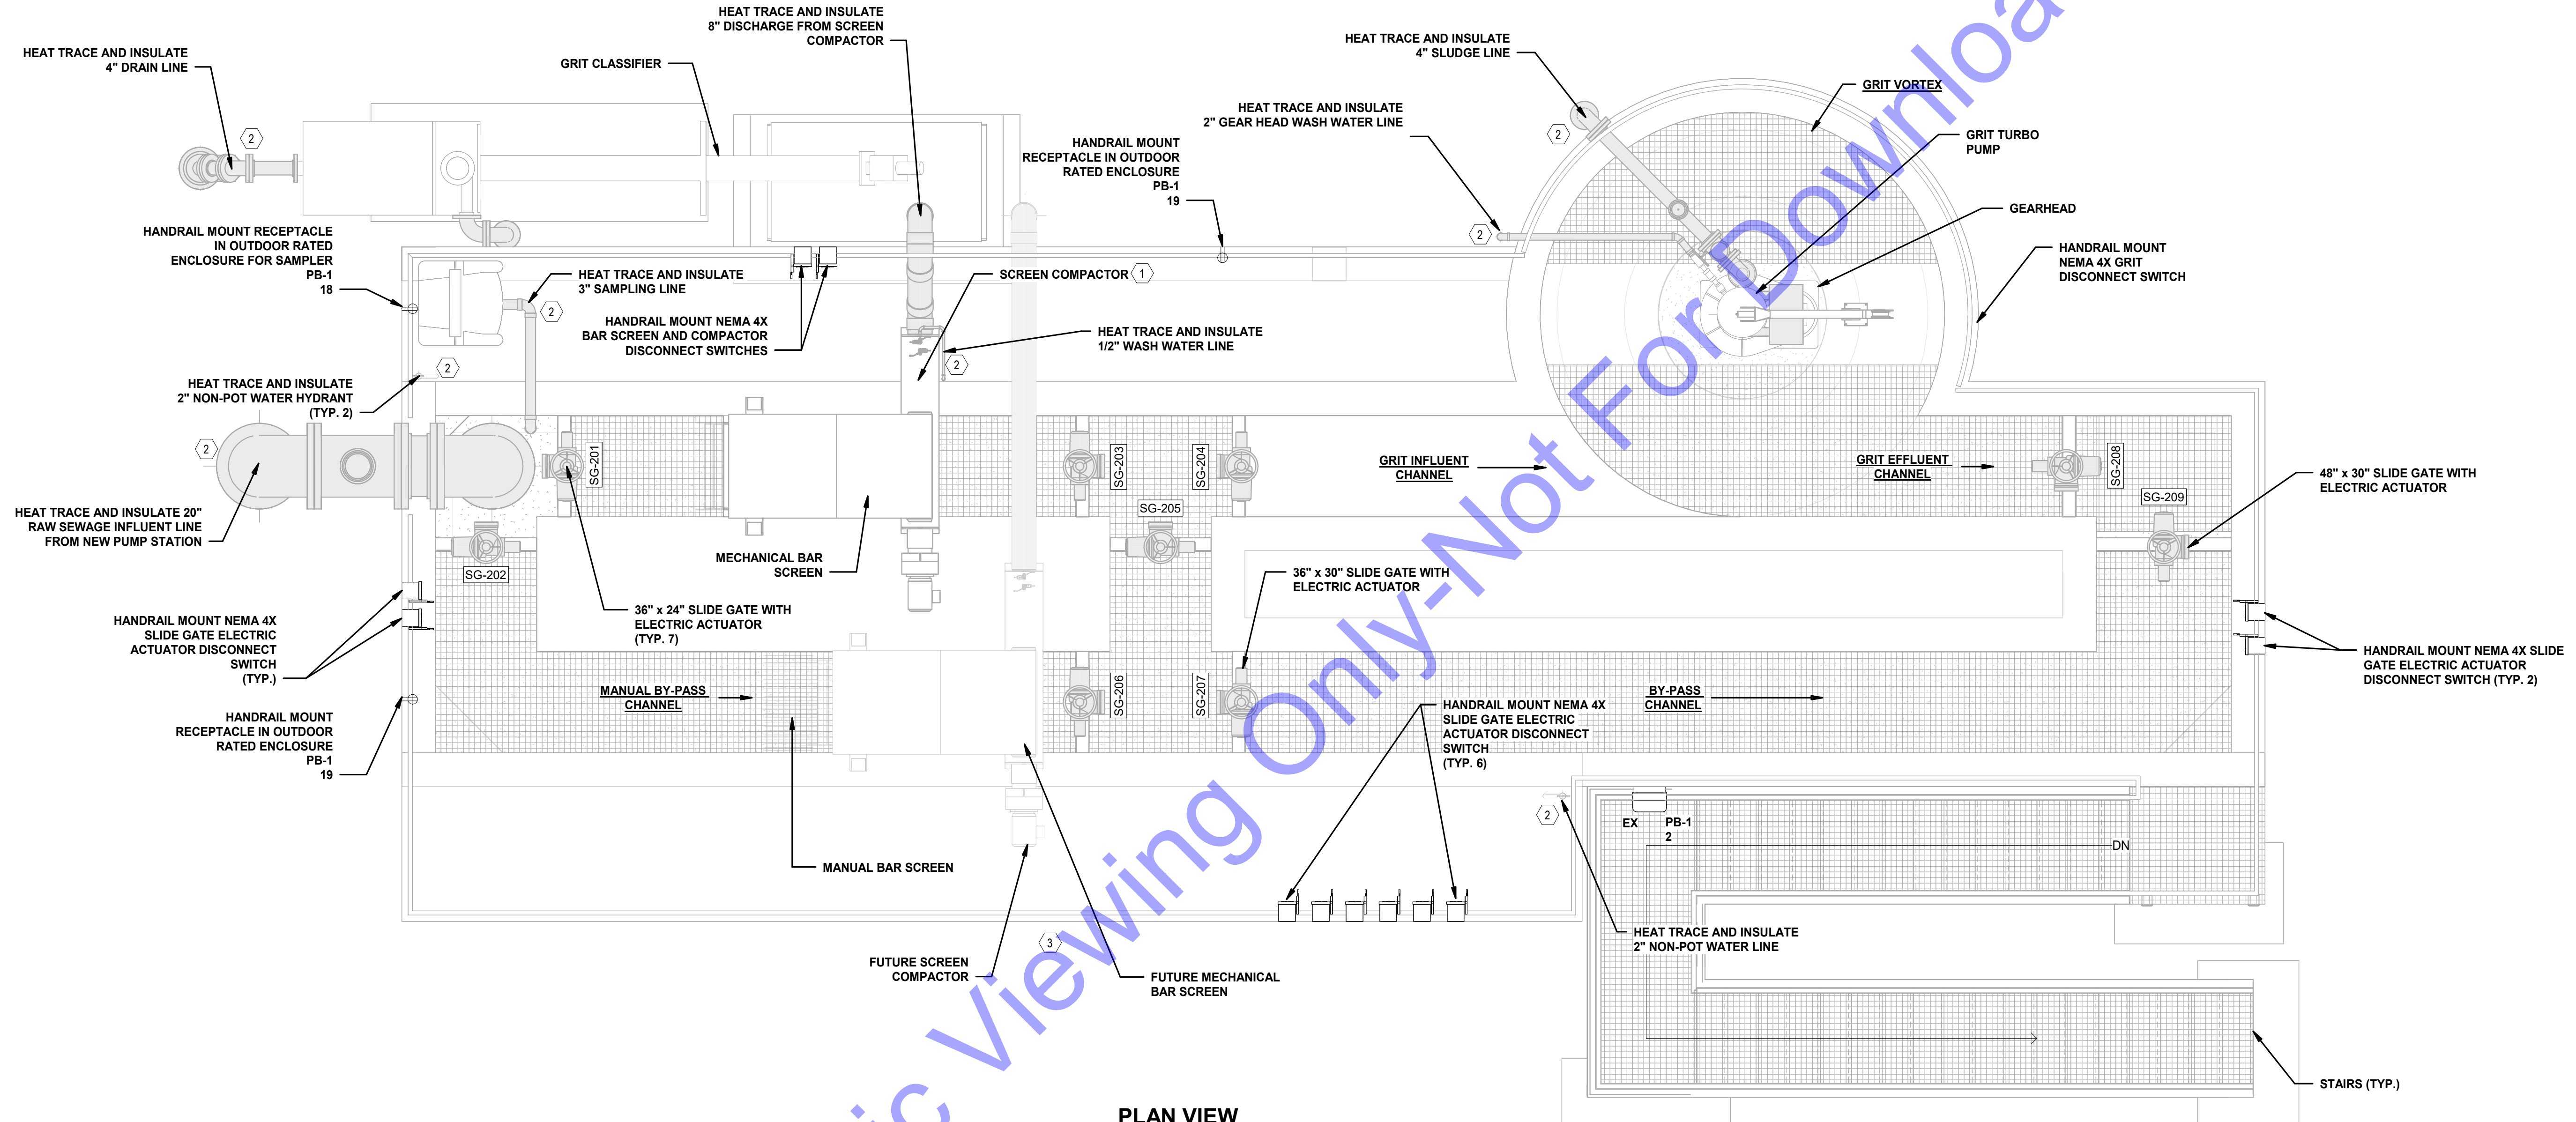 HEAT TRACE AND INSULATE
8" DISCHARGE FROM SCREEN
COMPACTOR
HEAT TRACE AND INSULATE
4" DRAIN LINE
GRIT CLASSIFIER
HEAT TRACE AND INSULATE
4" SLUDGE LINE
GRIT VORTEX
HEAT TRACE AND INSULATE
2" GEAR HEAD WASH WATER LINE
GRIT TURBO
PUMP
2
2
HANDRAIL MOUNT
RECEPTACLE IN OUTDOOR
RATED ENCLOSURE
PB-1
19
GEARHEAD
2
HANDRAIL MOUNT RECEPTACLE
IN OUTDOOR RATED
ENCLOSURE FOR SAMPLER
PB-1
18
HANDRAIL MOUNT
NEMA 4X GRIT
DISCONNECT SWITCH
HEAT TRACE AND INSULATE
3" SAMPLING LINE
2
SCREEN COMPACTOR
1
HANDRAIL MOUNT NEMA 4X
BAR SCREEN AND COMPACTOR
DISCONNECT SWITCHES
HEAT TRACE AND INSULATE
1/2" WASH WATER LINE
2
2
HEAT TRACE AND INSULATE
2" NON-POT WATER HYDRANT
(TYP. 2)
2
SG-201
SG-203
SG-204
GRIT INFLUENT
CHANNEL
GRIT EFFLUENT
CHANNEL
SG-208
48" x 30" SLIDE GATE WITH
ELECTRIC ACTUATOR
SG-209
SG-205
HEAT TRACE AND INSULATE 20"
RAW SEWAGE INFLUENT LINE
FROM NEW PUMP STATION
MECHANICAL BAR
SCREEN
SG-202
36" x 30" SLIDE GATE WITH
ELECTRIC ACTUATOR
36" x 24" SLIDE GATE WITH
ELECTRIC ACTUATOR
(TYP. 7)
HANDRAIL MOUNT NEMA 4X
SLIDE GATE ELECTRIC
ACTUATOR DISCONNECT
SWITCH
(TYP.)
HANDRAIL MOUNT NEMA 4X SLIDE
GATE ELECTRIC ACTUATOR
DISCONNECT SWITCH (TYP. 2)
MANUAL BY-PASS
CHANNEL
SG-206
SG-207
BY-PASS
CHANNEL
HANDRAIL MOUNT NEMA 4X
SLIDE GATE ELECTRIC
ACTUATOR DISCONNECT
SWITCH
(TYP. 6)
HANDRAIL MOUNT
RECEPTACLE IN OUTDOOR
RATED ENCLOSURE
PB-1
19
2
EX
PB-1
2
DN
MANUAL BAR SCREEN
HEAT TRACE AND INSULATE
2" NON-POT WATER LINE
3
FUTURE SCREEN
COMPACTOR
FUTURE MECHANICAL
BAR SCREEN
STAIRS (TYP.)
PLAN VIEW
Viewing Only-Not For